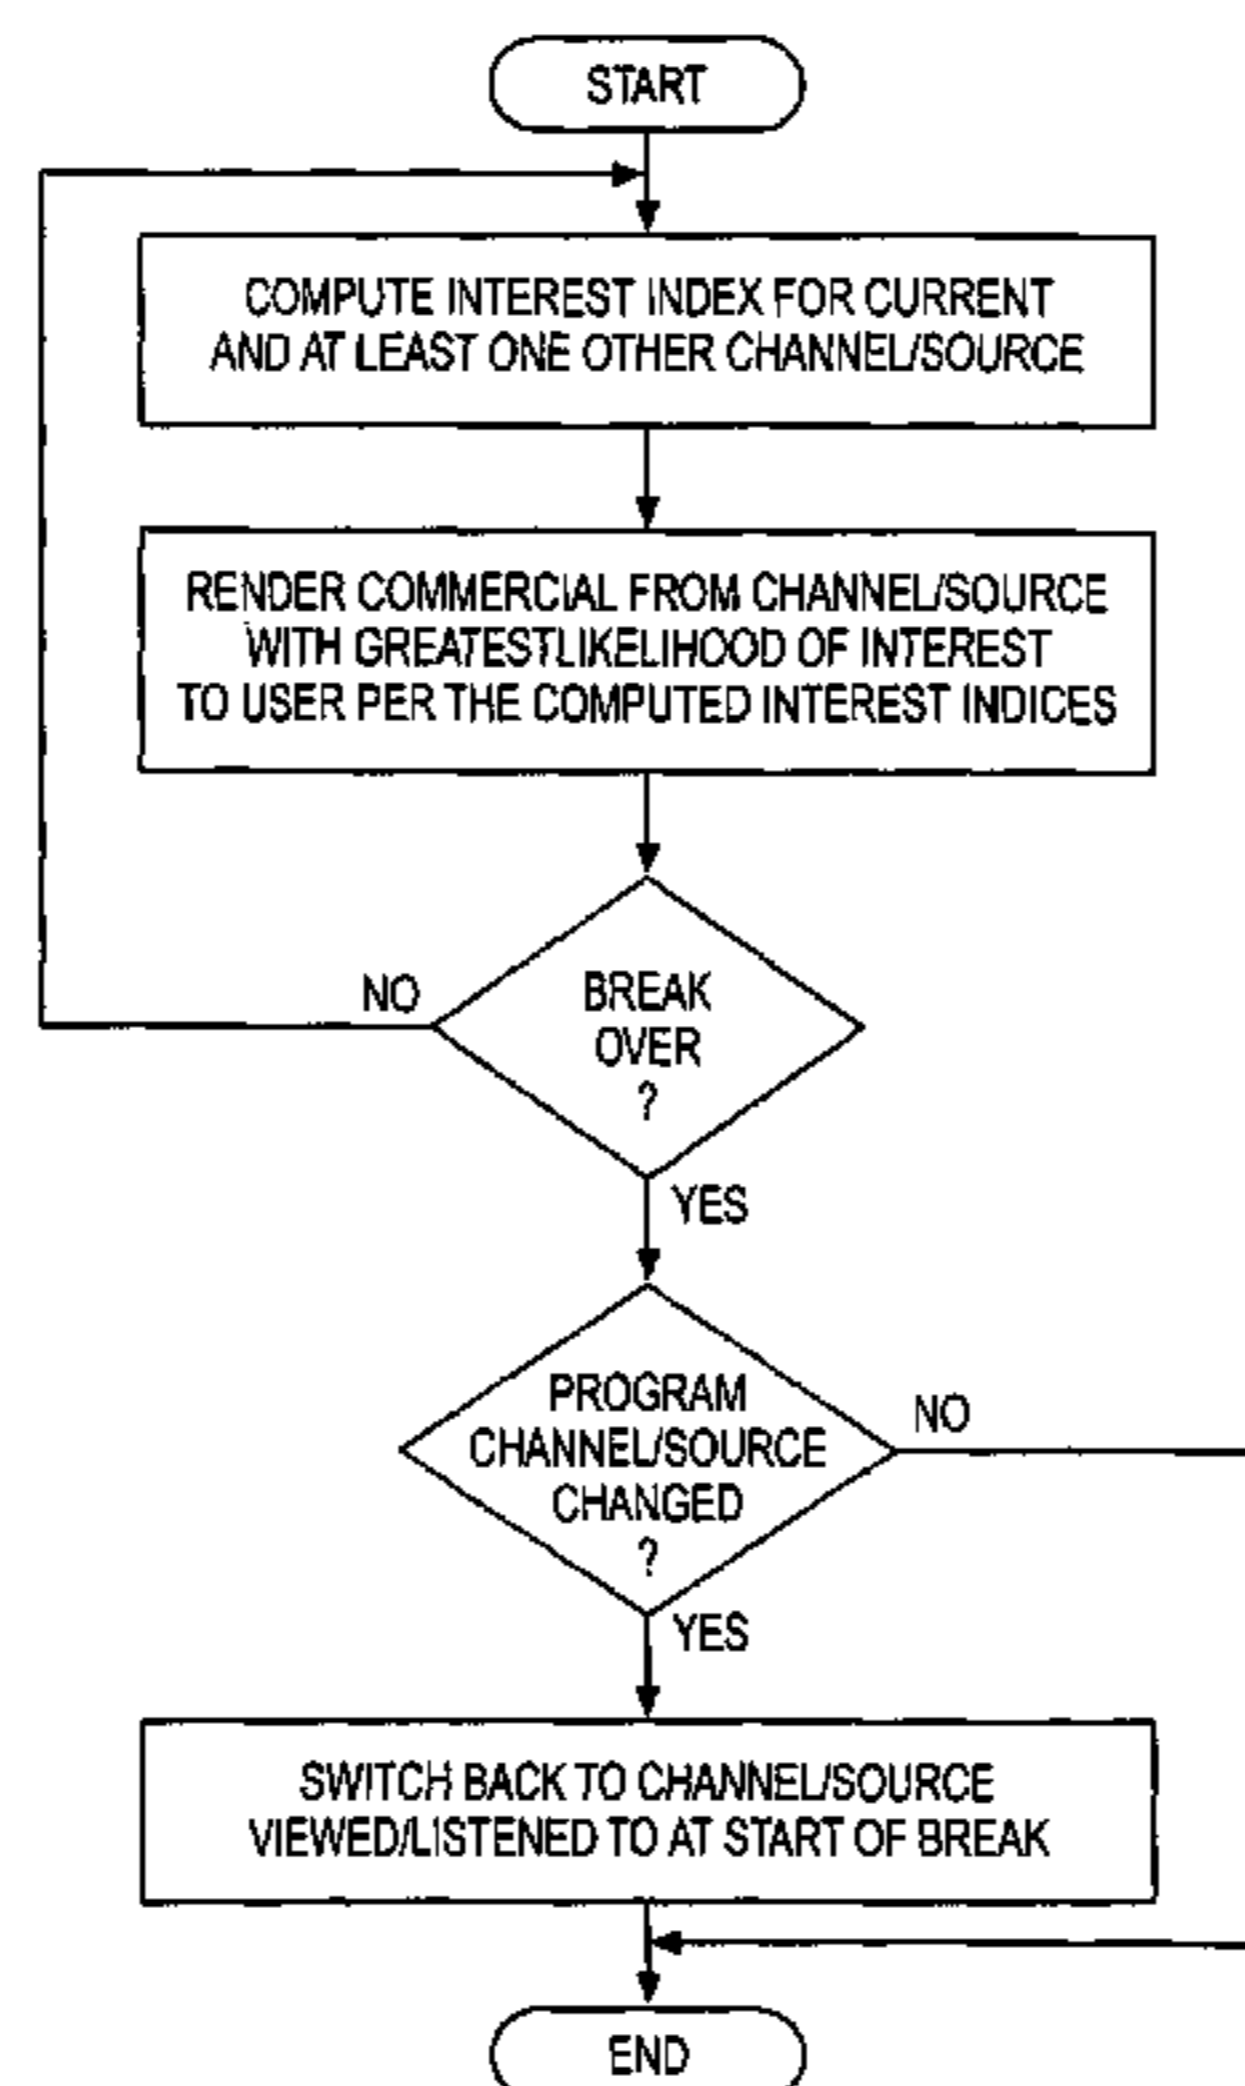 START
COMPUTE INTEREST INDEX FOR CURRENT
AND AT LEAST ONE OTHER CHANNEL/SOURCE
RENDER COMMERCIAL FROM CHANNEL/SOURCE
WITH GREATESTLIKELIHOOD OF INTEREST
TO USER PER THE COMPUTED INTEREST INDICES
NO
BREAK
OVER
?
YES
PROGRAM
CHANNEL/SOURCE
CHANGED
?
NO
YES
SWITCH BACK TO CHANNEL/SOURCE
VIEWED/LISTENED TO AT START OF BREAK
END